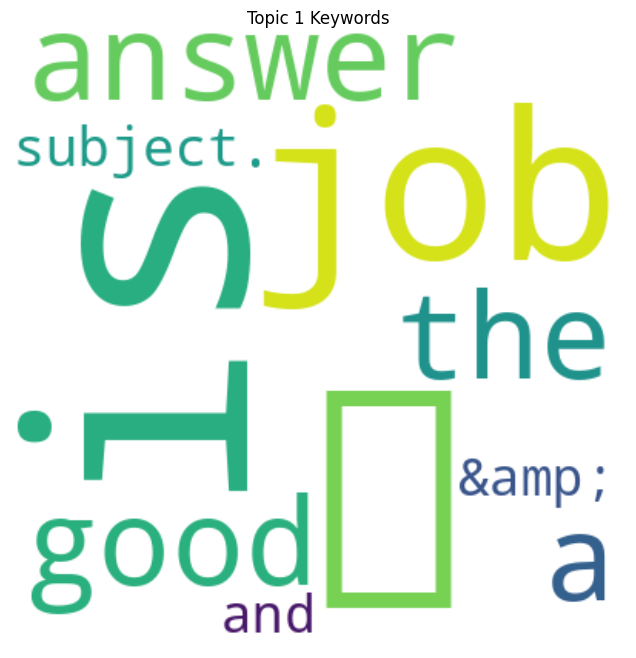 Topic 1 Keywords
answer
subject.
job
is
the
&amp;
good
a
and